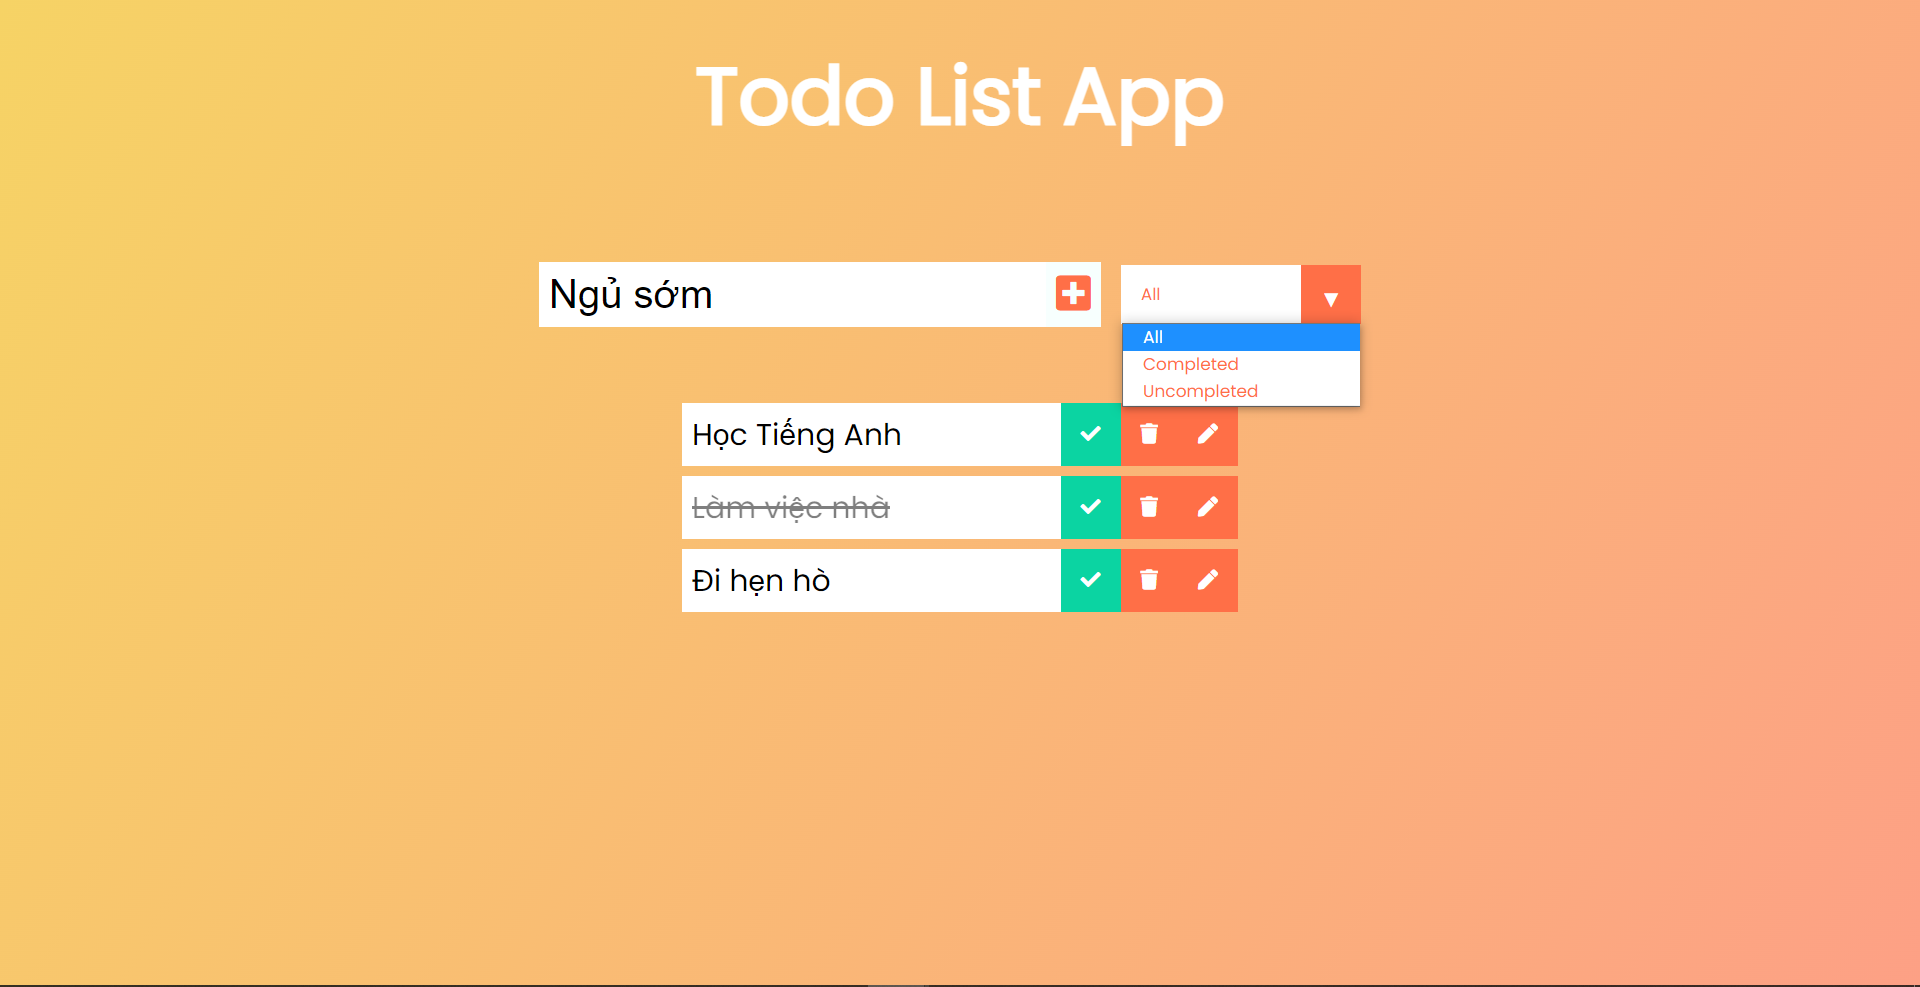 Todo List App
Ngủ sớm
All
All
Completed
Uncompleted
Học Tiếng Anh
Làm việc nhà
Đi hẹn hò